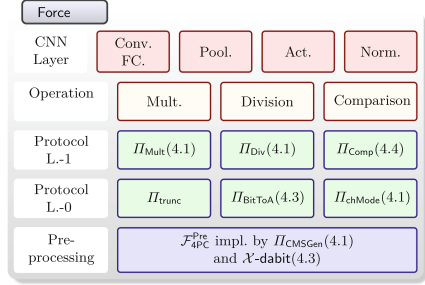 Force
CNN Layer
Conv. FC.
Pool.
Act.
Norm.
Operation
Mult.
Division
Comparison
Protocol L.-1
Π_Mult(4.1)
Π_Div(4.1)
Π_Comp(4.4)
Protocol L.-0
Π_trunc
Π_BitToA(4.3)
Π_chMode(4.1)
Pre-processing
F^Pre_4PC impl. by Π_CMSGen(4.1)
and X-dabit(4.3)